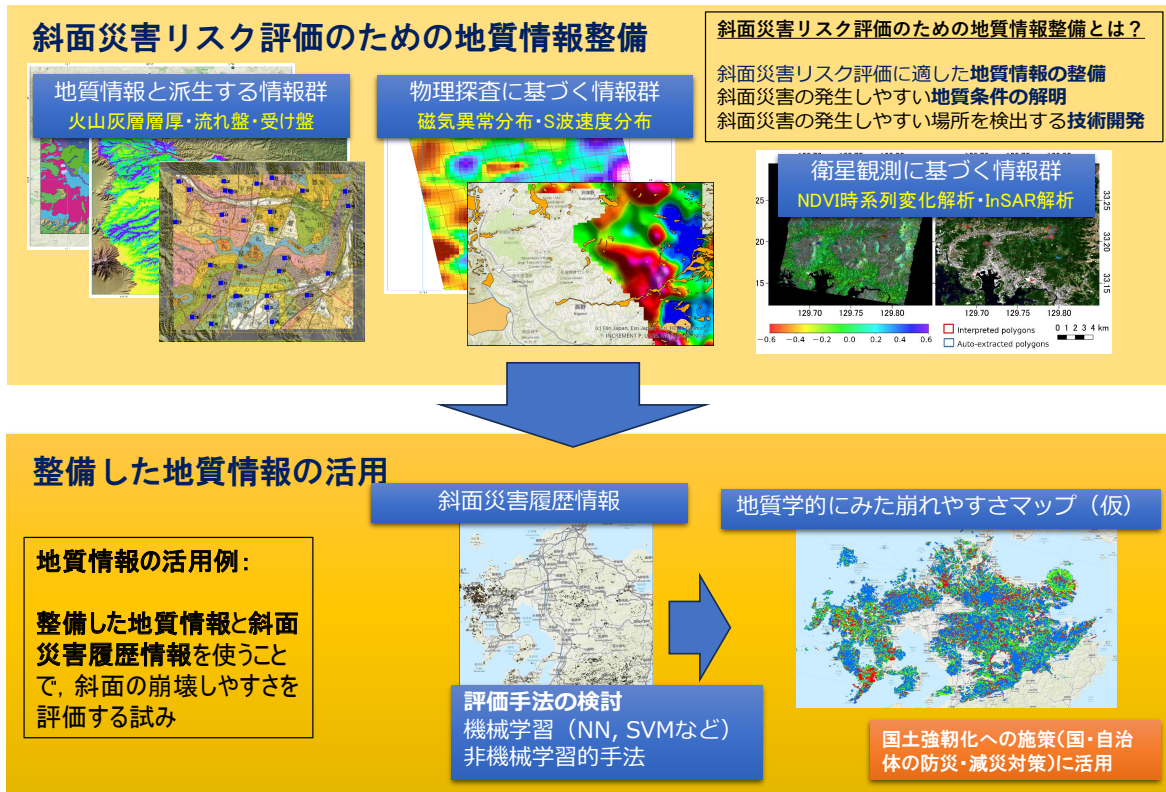 斜面災害リスク評価のための地質情報整備
地質情報と派生する情報群
火山灰層層厚・流れ盤・受け盤
物理探査に基づく情報群
磁気異常分布・S波速度分布
斜面災害リスク評価のための地質情報整備とは？
斜面災害リスク評価に適した地質情報の整備
斜面災害の発生しやすい地質条件の解明
斜面災害の発生しやすい場所を検出する技術開発
衛星観測に基づく情報群
NDVI時系列変化解析・InSAR解析
25
20
15
33.25
33.20
33.15
129.70 129.75 129.80
129.70 129.75 129.80
−0.6 −0.4 −0.2 0.0 0.2 0.4 0.6
Interpreted polygons
Auto-extracted polygons
0 1 2 3 4 km
整備した地質情報の活用
地質情報の活用例：
整備した地質情報と斜面
災害履歴情報を使うこと
で，斜面の崩壊しやすさを
評価する試み
斜面災害履歴情報
評価手法の検討
機械学習（NN, SVMなど）
非機械学習的手法
地質学的にみた崩れやすさマップ（仮）
国土強靭化への施策（国・自治
体の防災・減災対策）に活用